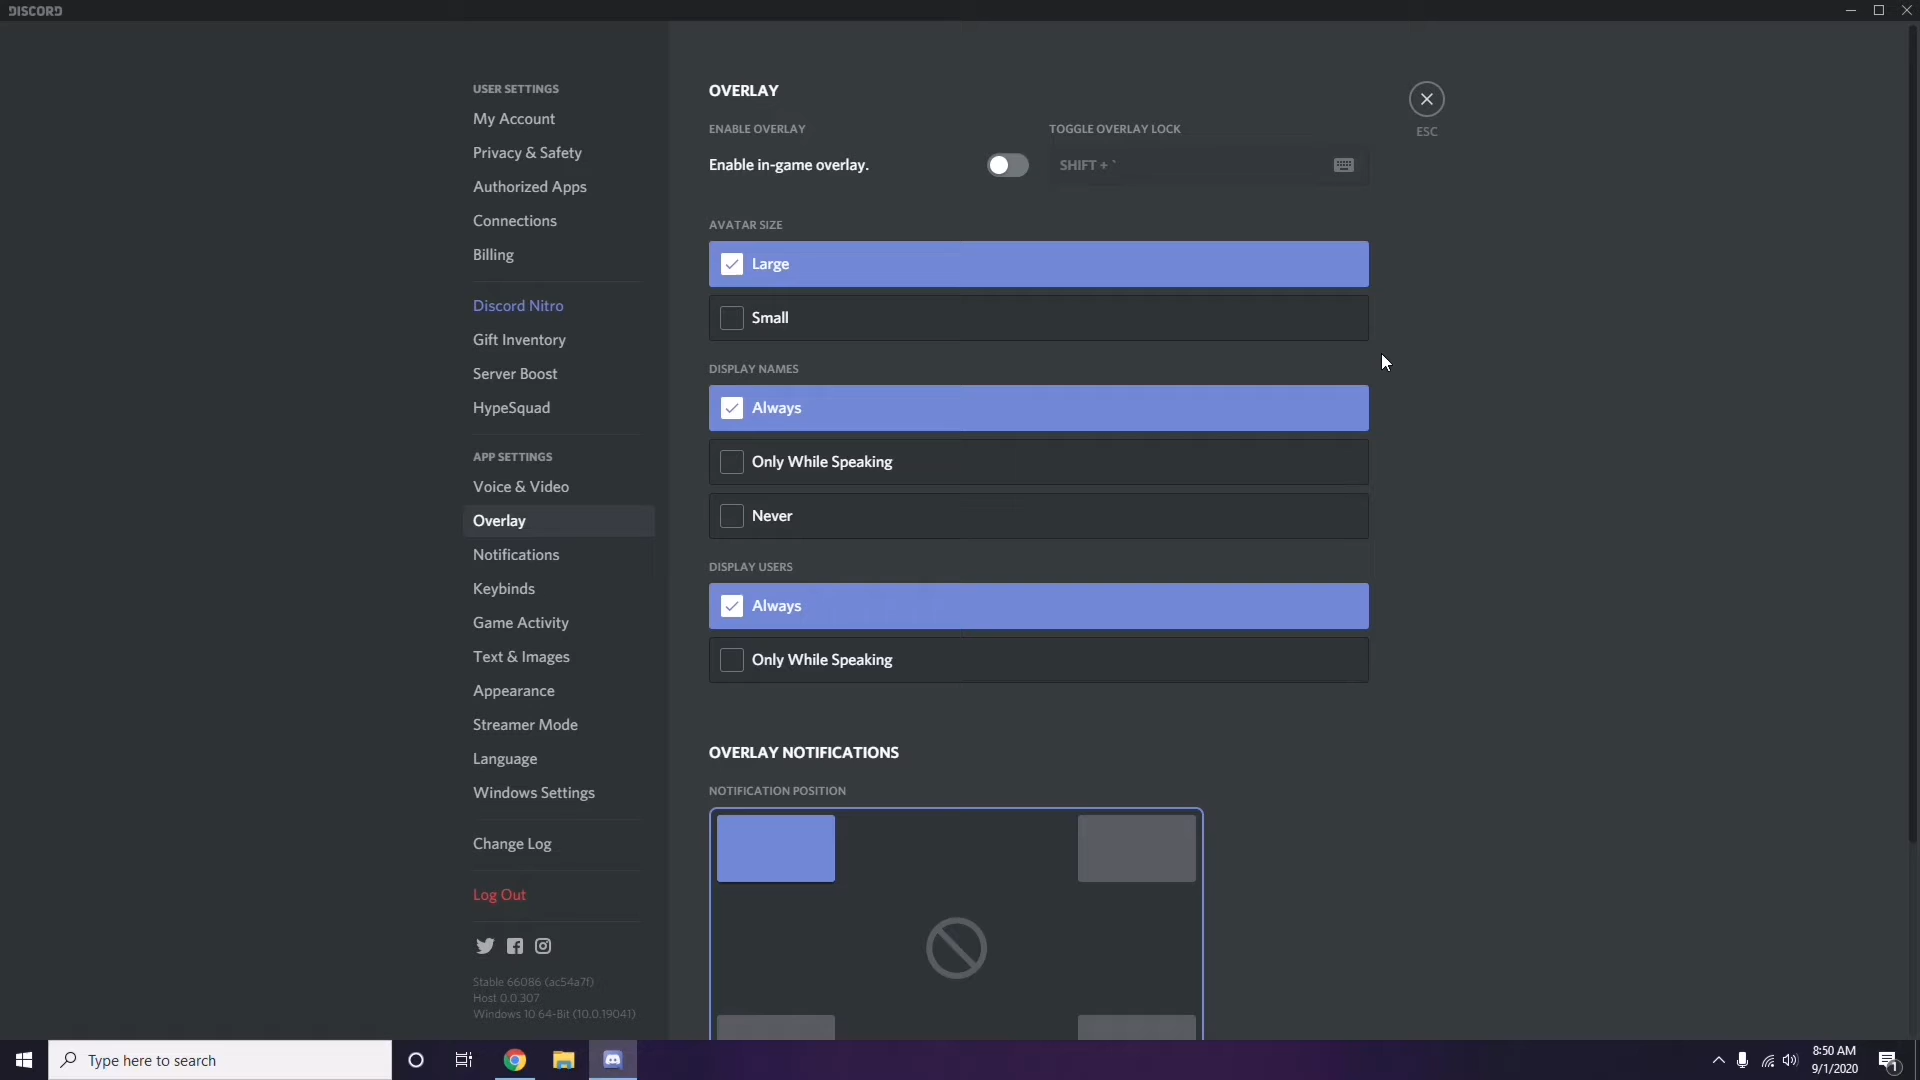 DISCORD
USER SETTINGS
My Account
Privacy & Safety
Authorized Apps
Connections
Billing
Discord Nitro
Gift Inventory
Server Boost
HypeSquad
APP SETTINGS
Voice & Video
Overlay
Notifications
Keybinds
Game Activity
Text & Images
Appearance
Streamer Mode
Language
Windows Settings
Change Log
Log Out
Stable 66086 (ac54a7f)
Host 0.0.307
Windows 10 64-Bit (10.0.19041)
OVERLAY
ENABLE OVERLAY
Enable in-game overlay.
TOGGLE OVERLAY LOCK
SHIFT + `
ESC
AVATAR SIZE
Large
Small
DISPLAY NAMES
Always
Only While Speaking
Never
DISPLAY USERS
Always
Only While Speaking
OVERLAY NOTIFICATIONS
NOTIFICATION POSITION
Type here to search
8:50 AM
9/1/2020
1